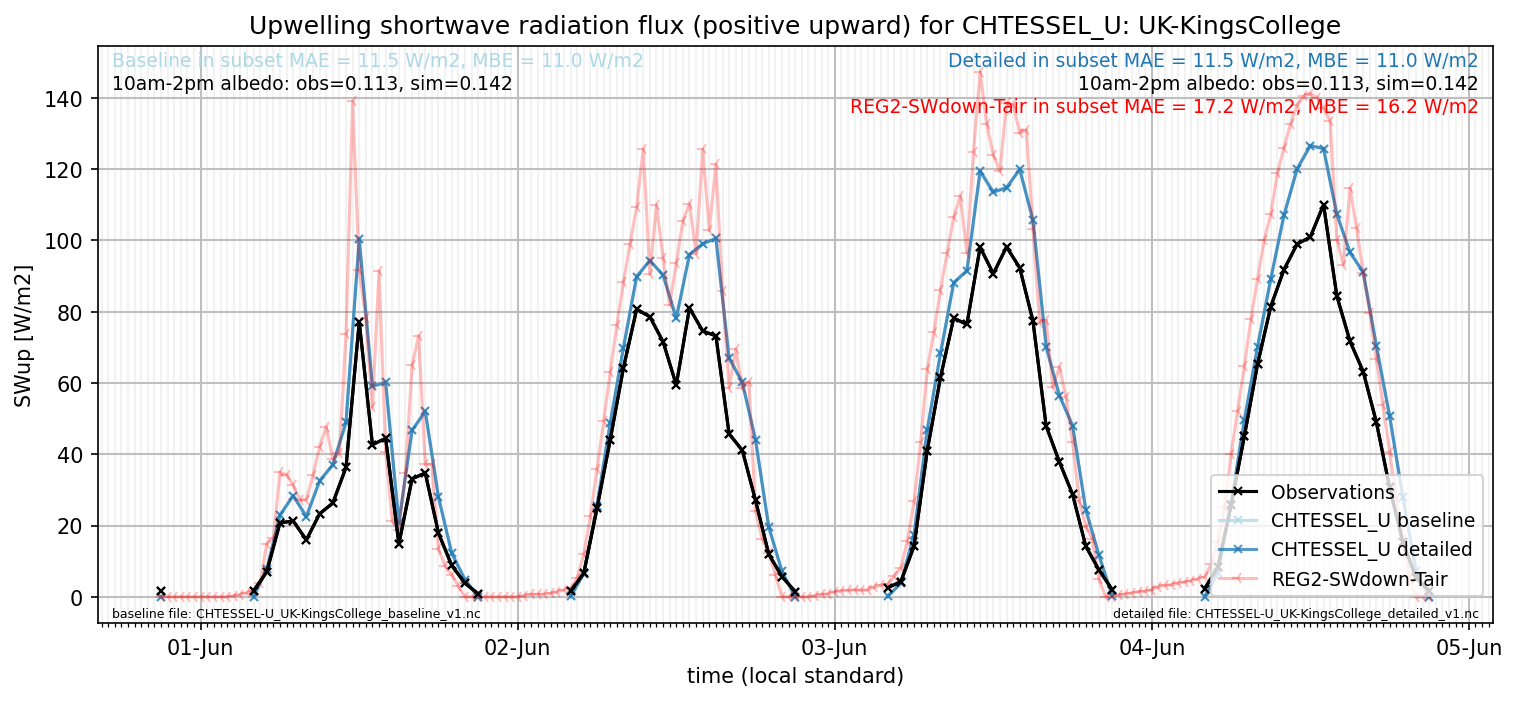 Upwelling shortwave radiation flux (positive upward) for CHTESSEL_U: UK-KingsCollege
Baseline in subset MAE = 11.5 W/m2, MBE = 11.0 W/m2
10am-2pm albedo: obs=0.113, sim=0.142
Detailed in subset MAE = 11.5 W/m2, MBE = 11.0 W/m2
10am-2pm albedo: obs=0.113, sim=0.142
REG2-SWdown-Tair in subset MAE = 17.2 W/m2, MBE = 16.2 W/m2
SWup [W/m2]
140
120
100
80
60
40
20
0
Observations
CHTESSEL_U baseline
CHTESSEL_U detailed
REG2-SWdown-Tair
baseline file: CHTESSEL-U_UK-KingsCollege_baseline_v1.nc
detailed file: CHTESSEL-U_UK-KingsCollege_detailed_v1.nc
01-Jun 02-Jun 03-Jun 04-Jun 05-Jun
time (local standard)